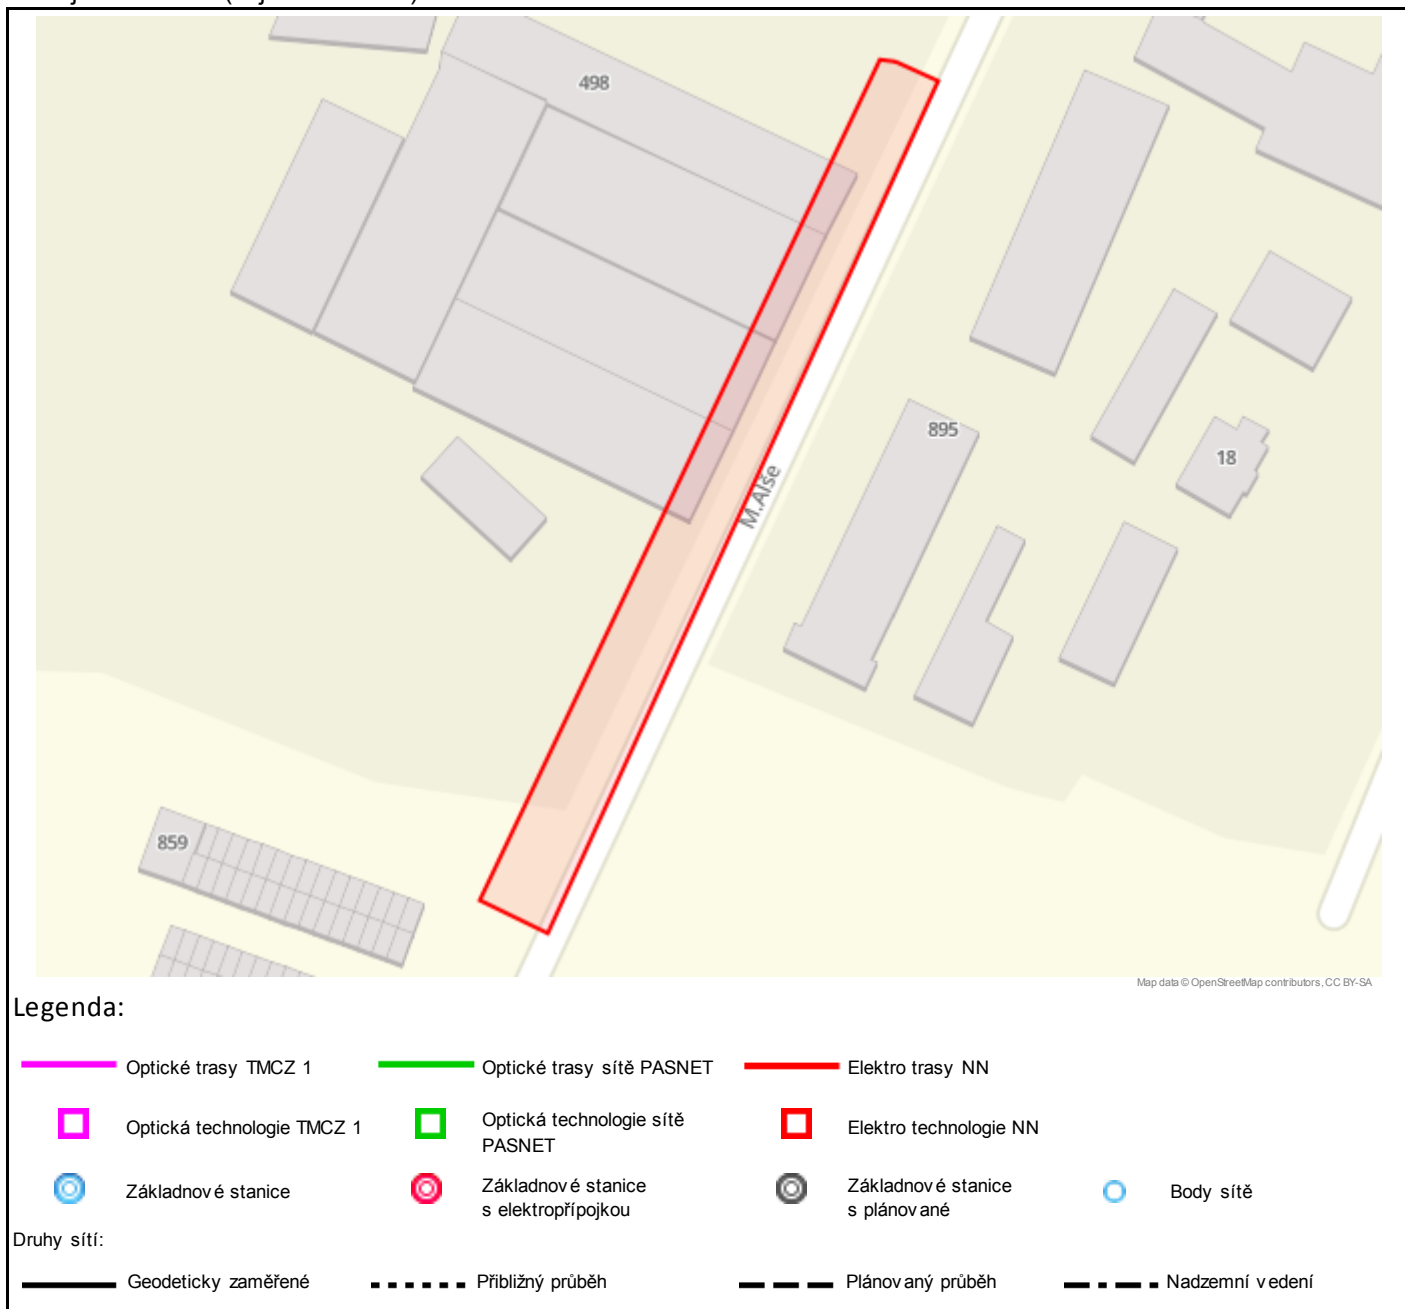 498
895
18
M.Alše
859
Map data © OpenStreetMap contributors, CC BY-SA
Legenda:
Optické trasy TMCZ 1
Optické trasy sítě PASNET
Elektro trasy NN
Optická technologie TMCZ 1
Optická technologie sítě
PASNET
Elektro technologie NN
Základnové stanice
Základnové stanice
s elektropřípojkou
Základnové stanice
s plánované
Body sítě
Druhy sítí:
Geodeticky zaměřené
Přibližný průběh
Plánovaný průběh
Nadzemní vedení